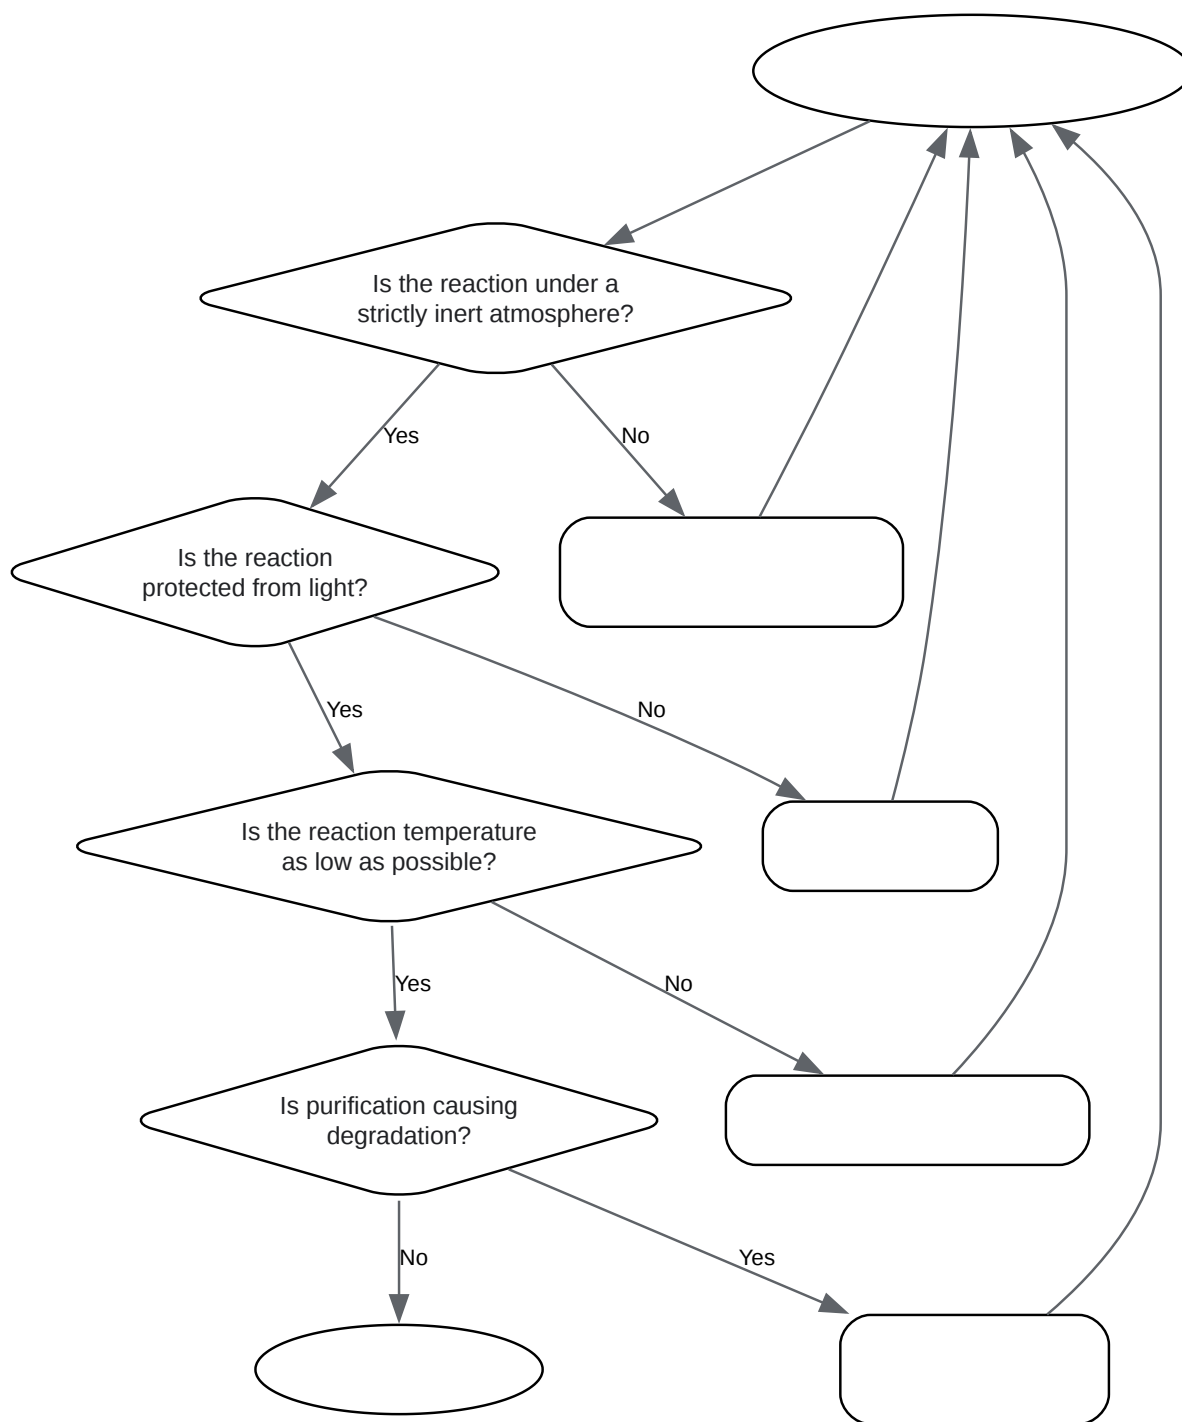 Is the reaction under a
strictly inert atmosphere?
Yes
No
Is the reaction
protected from light?
Yes
No
Is the reaction temperature
as low as possible?
Yes
No
Is purification causing
degradation?
No
Yes